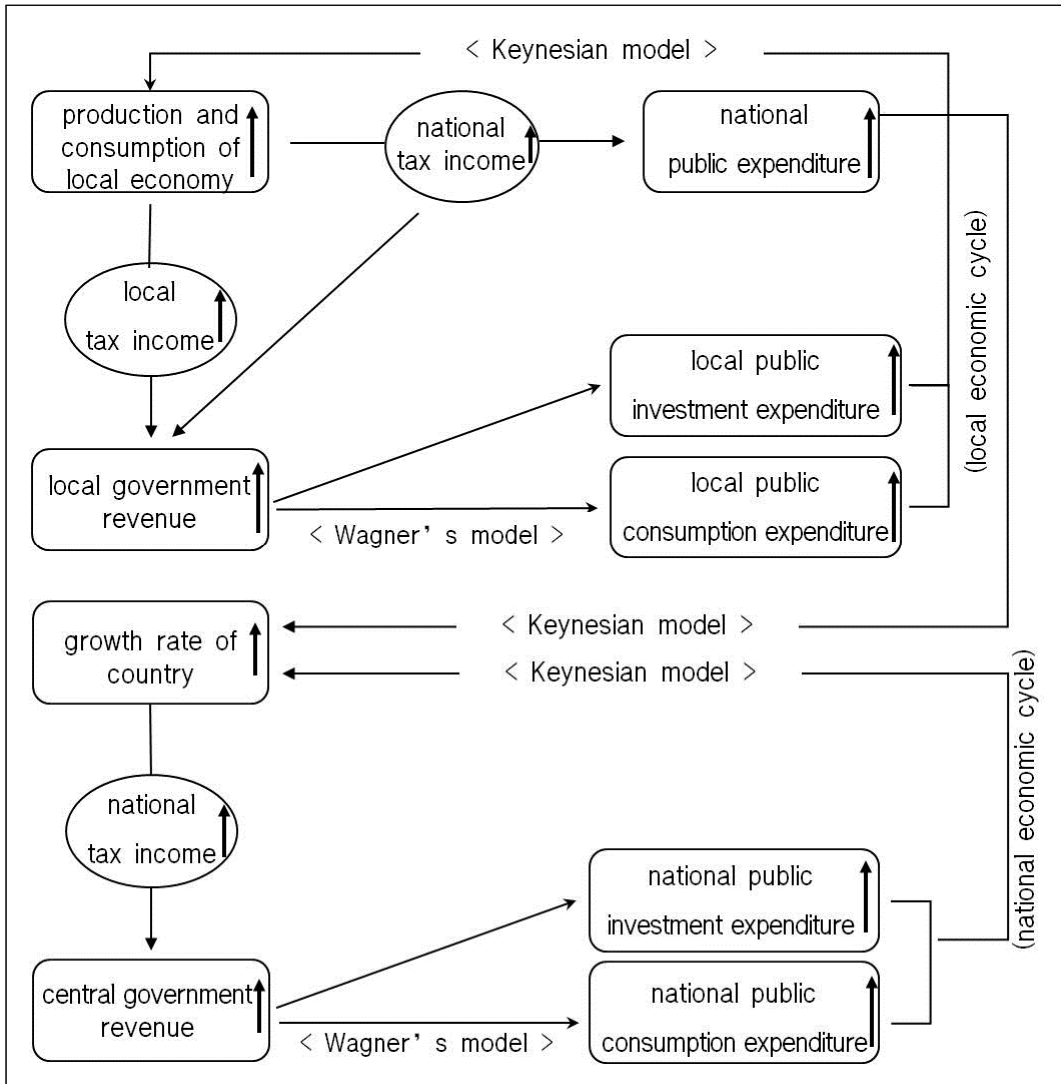 < Keynesian model >
production and
consumption of
local economy
national
tax income
national
public expenditure
(local economic cycle)
local
tax income
local public
investment expenditure
local government
revenue
local public
consumption expenditure
< Wagner’ s model >
growth rate of
country
< Keynesian model >
< Keynesian model >
(national economic cycle)
national
tax income
national public
investment expenditure
central government
revenue
national public
consumption expenditure
< Wagner’ s model >